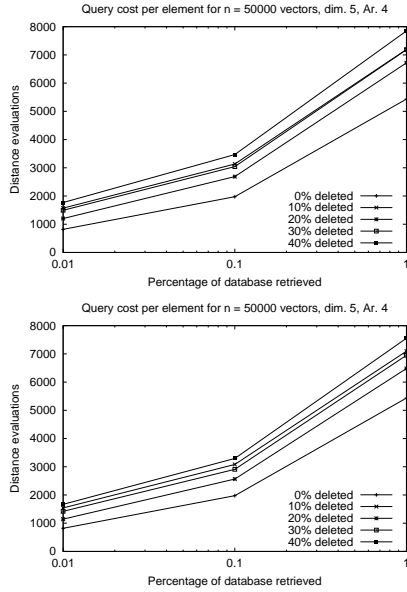 Query cost per element for n = 50000 vectors, dim. 5, Ar. 4
8000
7000
6000
5000
4000
3000
2000
1000
0
Distance evaluations
0% deleted
10% deleted
20% deleted
30% deleted
40% deleted
0.01 0.1 1
Percentage of database retrieved
Query cost per element for n = 50000 vectors, dim. 5, Ar. 4
8000
7000
6000
5000
4000
3000
2000
1000
0
Distance evaluations
0% deleted
10% deleted
20% deleted
30% deleted
40% deleted
0.01 0.1 1
Percentage of database retrieved